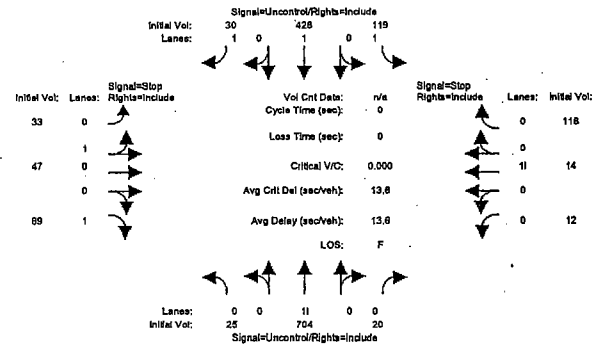 Signal=Uncontrol/Rights=Include
Initial Vol: 30 428 119
Lanes: 1 0 1 0 1
Signal=Stop
Initial Vol: Lanes: Rights=Include
33 0
1
47 0
0
89 1
Vol Cnt Date: n/a
Cycle Time (sec): 0
Loss Time (sec): 0
Critical V/C: 0.000
Avg Crit Del (sec/veh): 13.6
Avg Delay (sec/veh): 13.6
LOS: F
Signal=Stop
Rights=Include Lanes: Initial Vol:
0 118
0
1! 14
0
0 12
Lanes: 0 0 1! 0 0
Initial Vol: 25 704 20
Signal=Uncontrol/Rights=Include